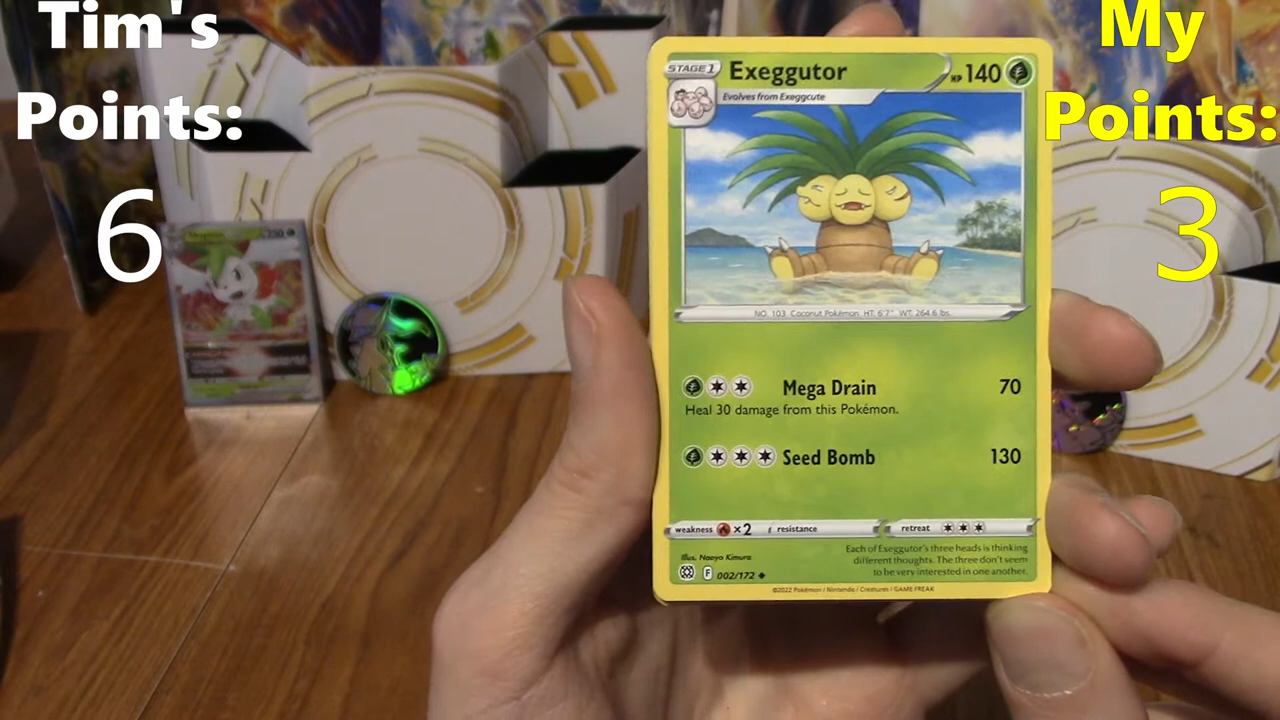 Tim's
Points:
6
My
Points:
3
STAGE 1
Exeggutor
HP 140
Evolves from Exeggcute
NO. 103 Coconut Pokémon HT: 6'7" WT: 264.6 lbs.
Mega Drain 70
Heal 30 damage from this Pokémon.
Seed Bomb 130
weakness ×2 resistance retreat
Illus. Naoyo Kimura
Each of Exeggutor's three heads is thinking
different thoughts. The three don't seem
to be very interested in one another.
F 002/172
©2022 Pokémon / Nintendo / Creatures / GAME FREAK